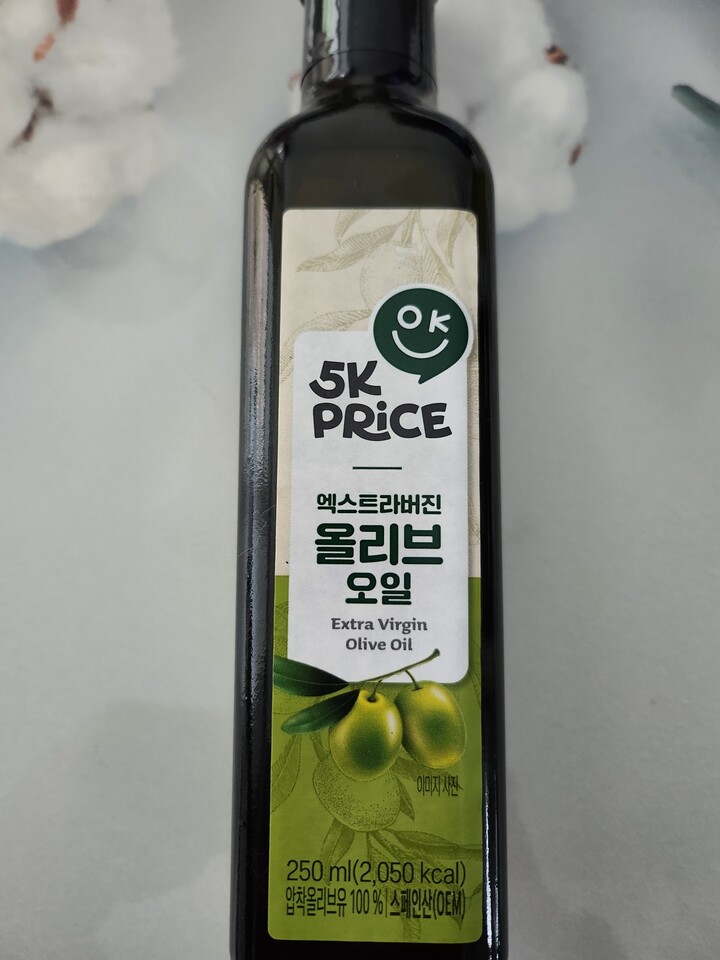 OK
5K
PRiCE
엑스트라버진
올리브
오일
Extra Virgin
Olive Oil
이미지 사진
250 ml(2,050 kcal)
압착올리브유 100 % | 스페인산(OEM)